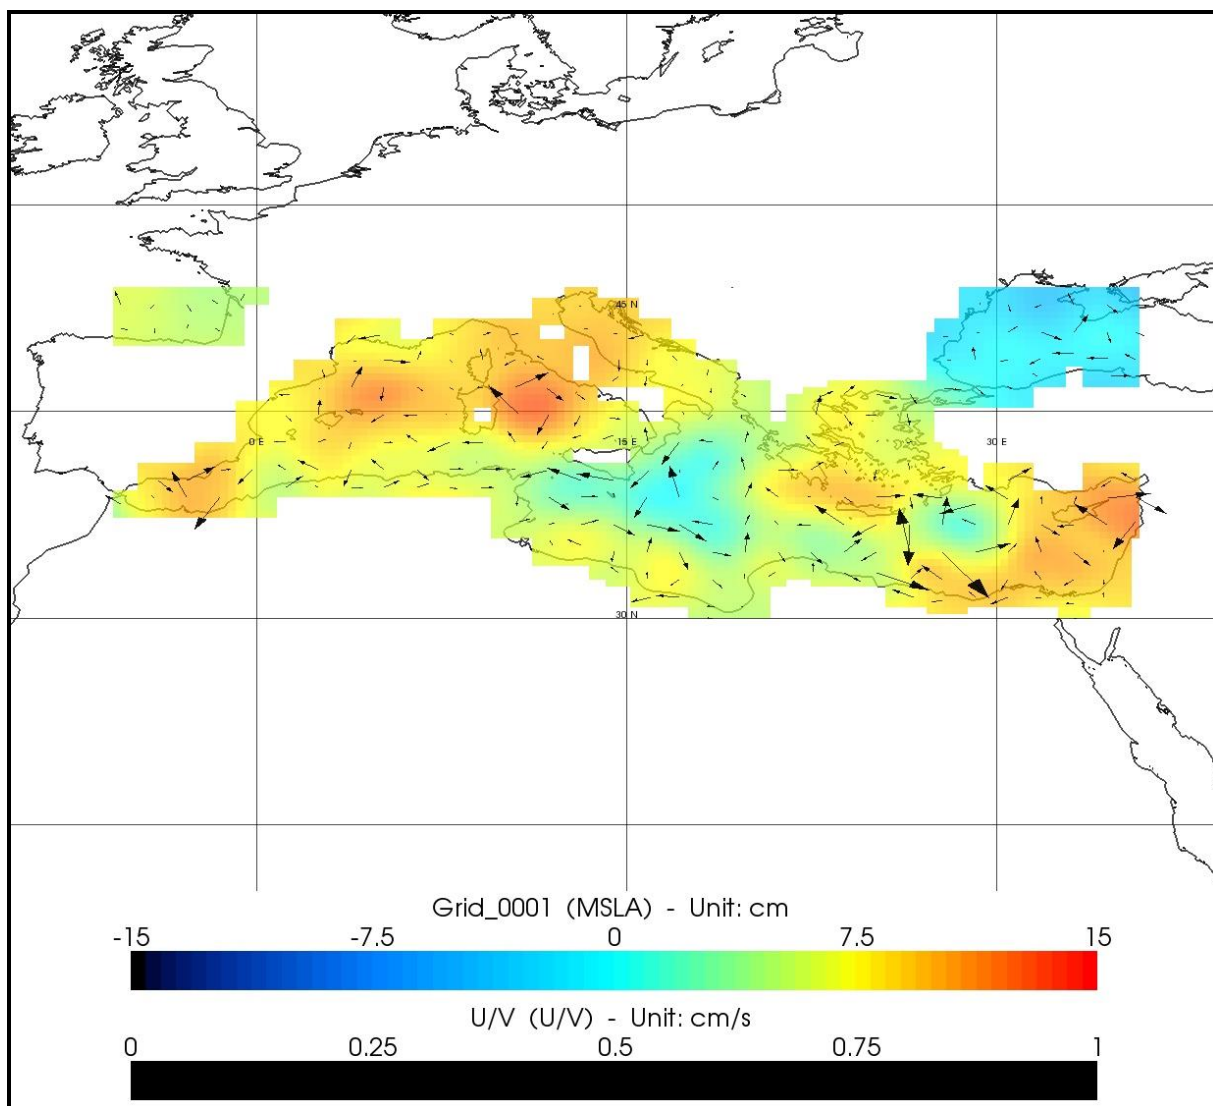 45 N
0 E
15 E
30 E
30 N
Grid_0001 (MSLA) - Unit: cm
-15 -7.5 0 7.5 15
U/V (U/V) - Unit: cm/s
0 0.25 0.5 0.75 1